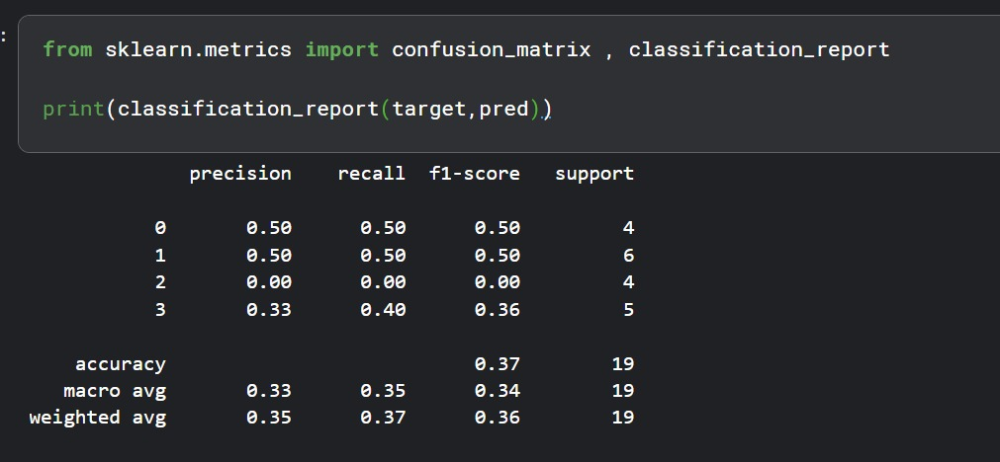 :
from sklearn.metrics import confusion_matrix , classification_report
print(classification_report(target,pred))
precision recall f1-score support
0 0.50 0.50 0.50 4
1 0.50 0.50 0.50 6
2 0.00 0.00 0.00 4
3 0.33 0.40 0.36 5
accuracy 0.37 19
macro avg 0.33 0.35 0.34 19
weighted avg 0.35 0.37 0.36 19